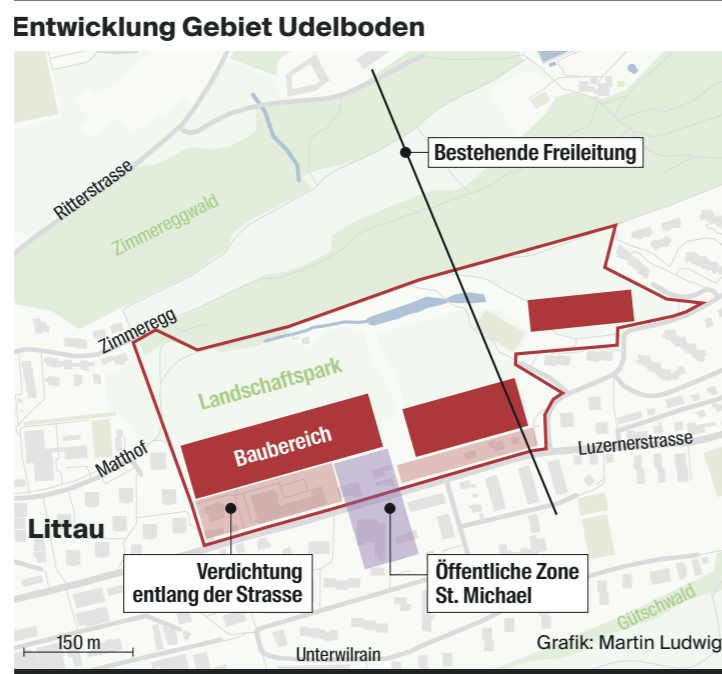 Entwicklung Gebiet Udelboden
Bestehende Freileitung
Ritterstrasse
Zimmereggwald
Zimmeregg
Landschaftspark
Baubereich
Luzernerstrasse
Matthof
Littau
Verdichtung
entlang der Strasse
Öffentliche Zone
St. Michael
Gütschwald
150 m
Unterwilrain
Grafik: Martin Ludwig